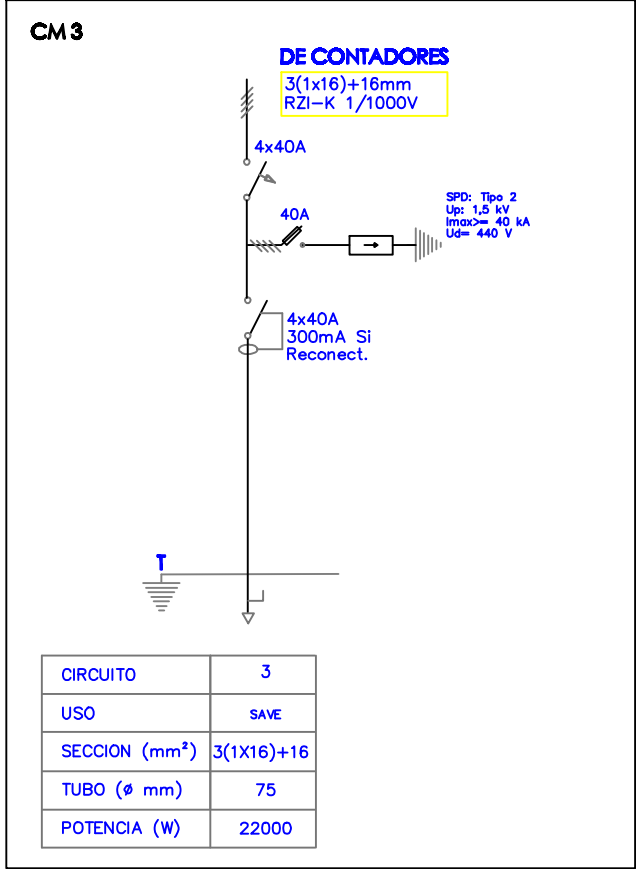 CM 3
DE CONTADORES
3(1x16)+16mm
RZI-K 1/1000V
4x40A
40A
SPD: Tipo 2
Up: 1,5 kV
Imax>= 40 kA
Ud= 440 V
4x40A
300mA Si
Reconect.
T
CIRCUITO 3
USO SAVE
SECCION (mm²) 3(1X16)+16
TUBO (ø mm) 75
POTENCIA (W) 22000